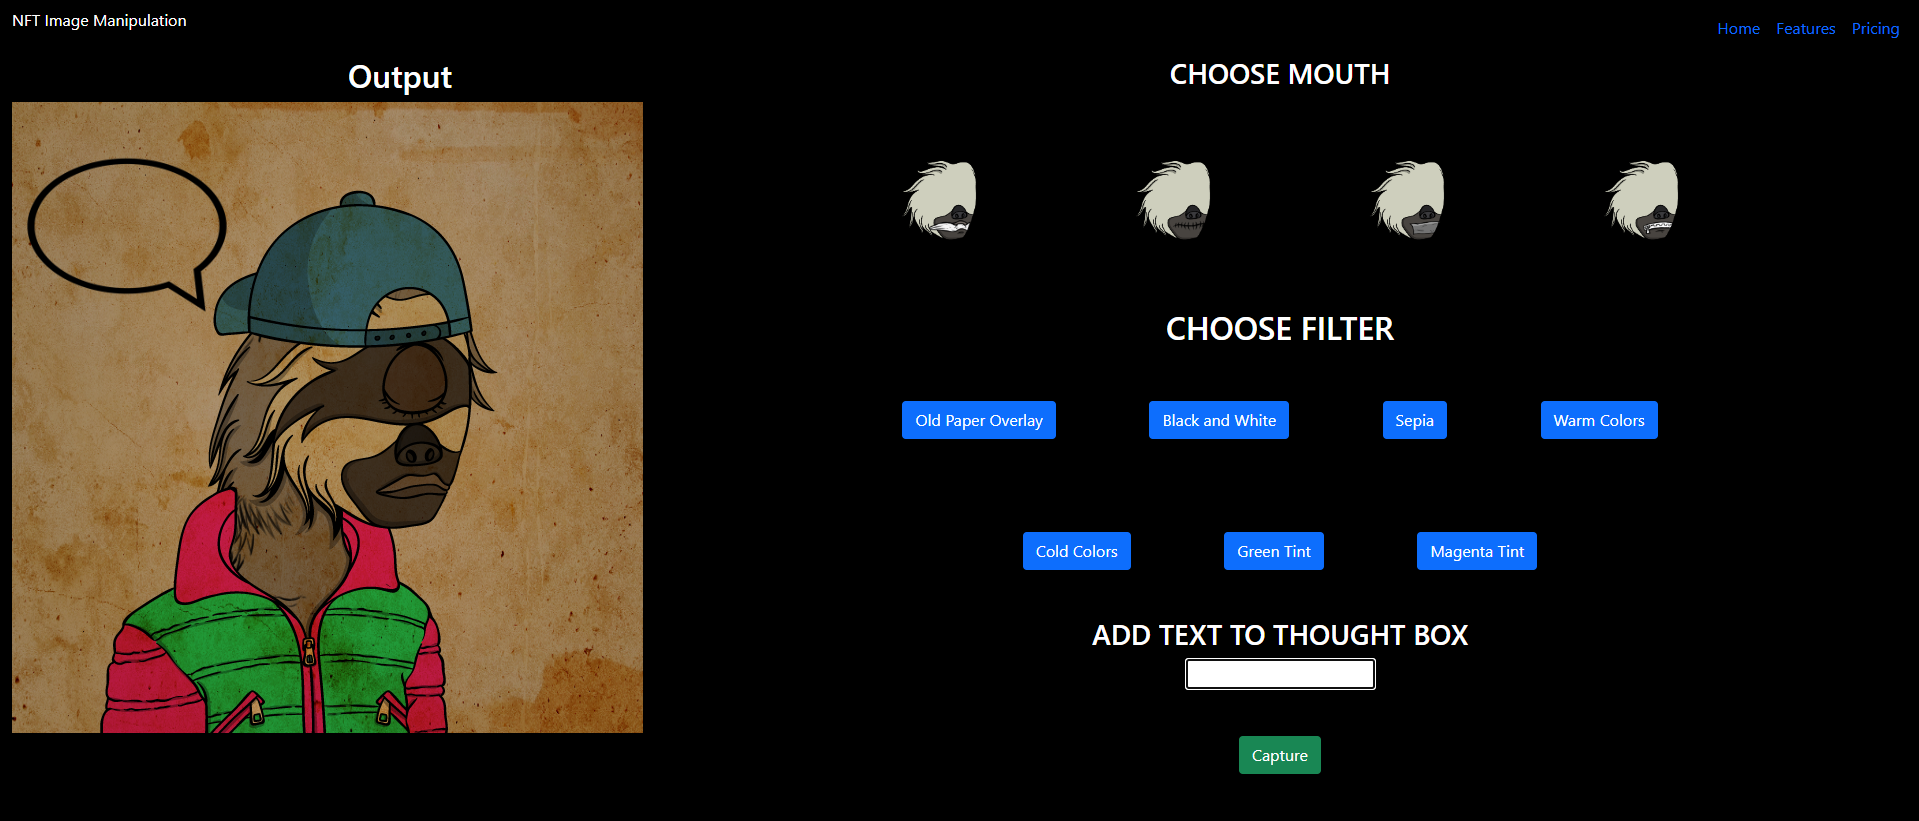 NFT Image Manipulation
Home Features Pricing
Output
CHOOSE MOUTH
CHOOSE FILTER
Old Paper Overlay Black and White Sepia Warm Colors
Cold Colors Green Tint Magenta Tint
ADD TEXT TO THOUGHT BOX
Capture